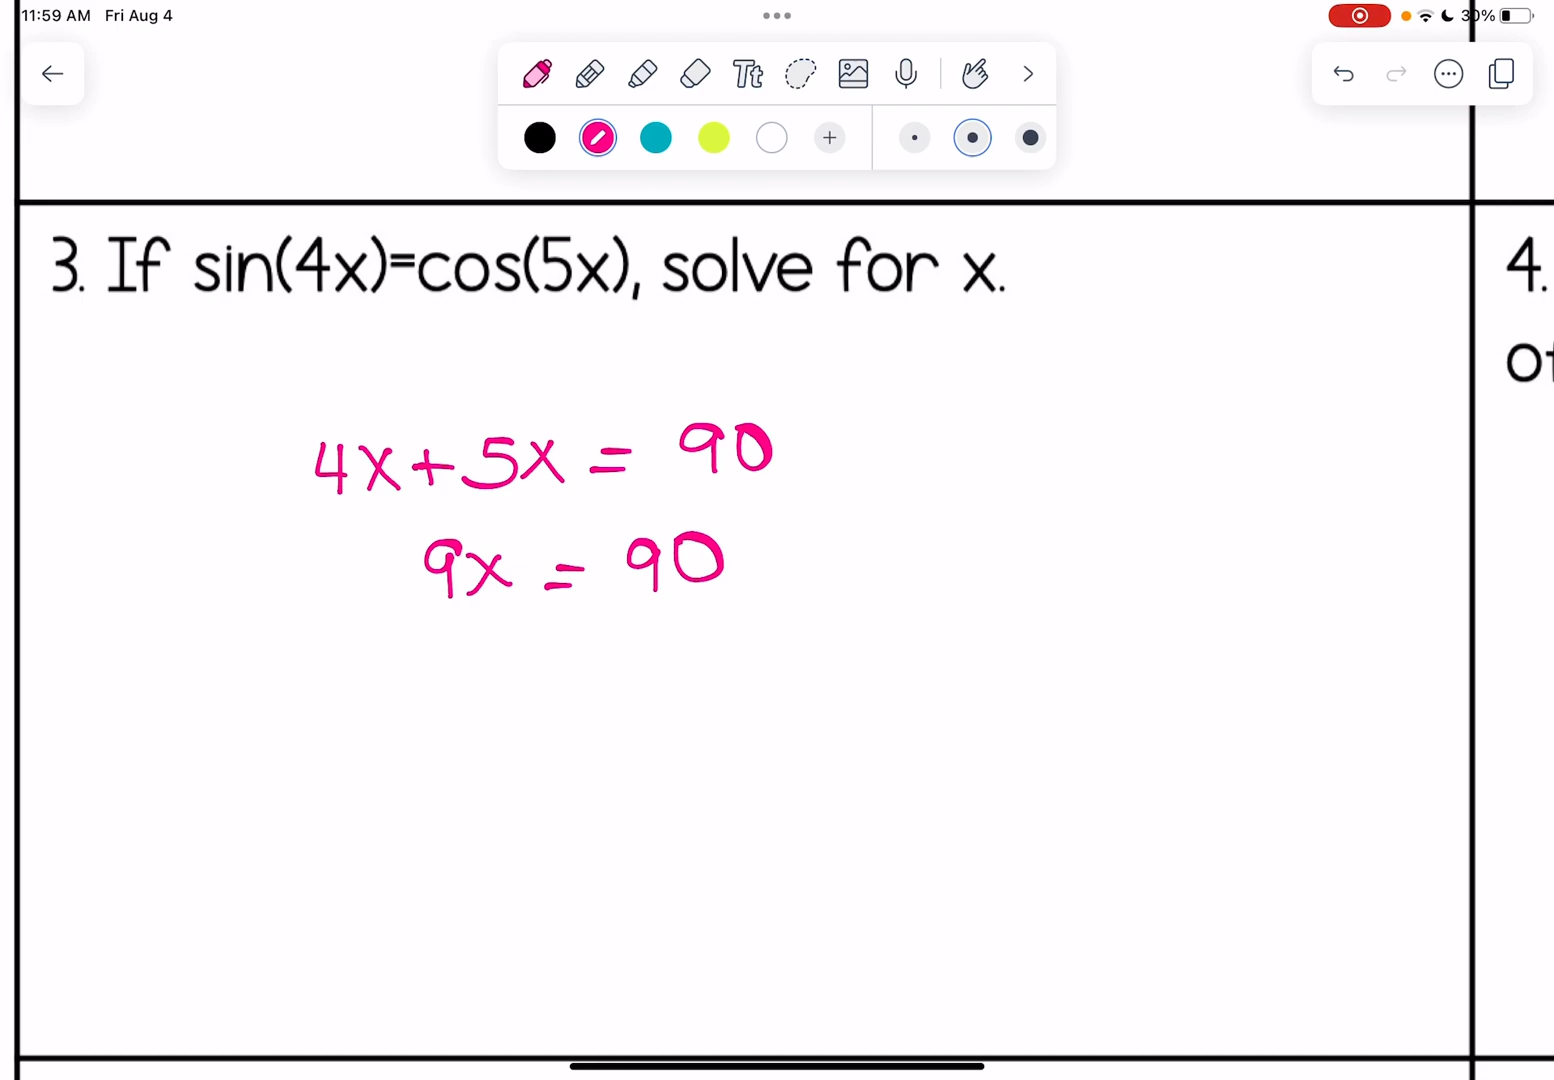 11:59 AM Fri Aug 4
30%
Tt
3. If sin(4x)=cos(5x), solve for x.
4x+5x = 90
9x = 90
4.